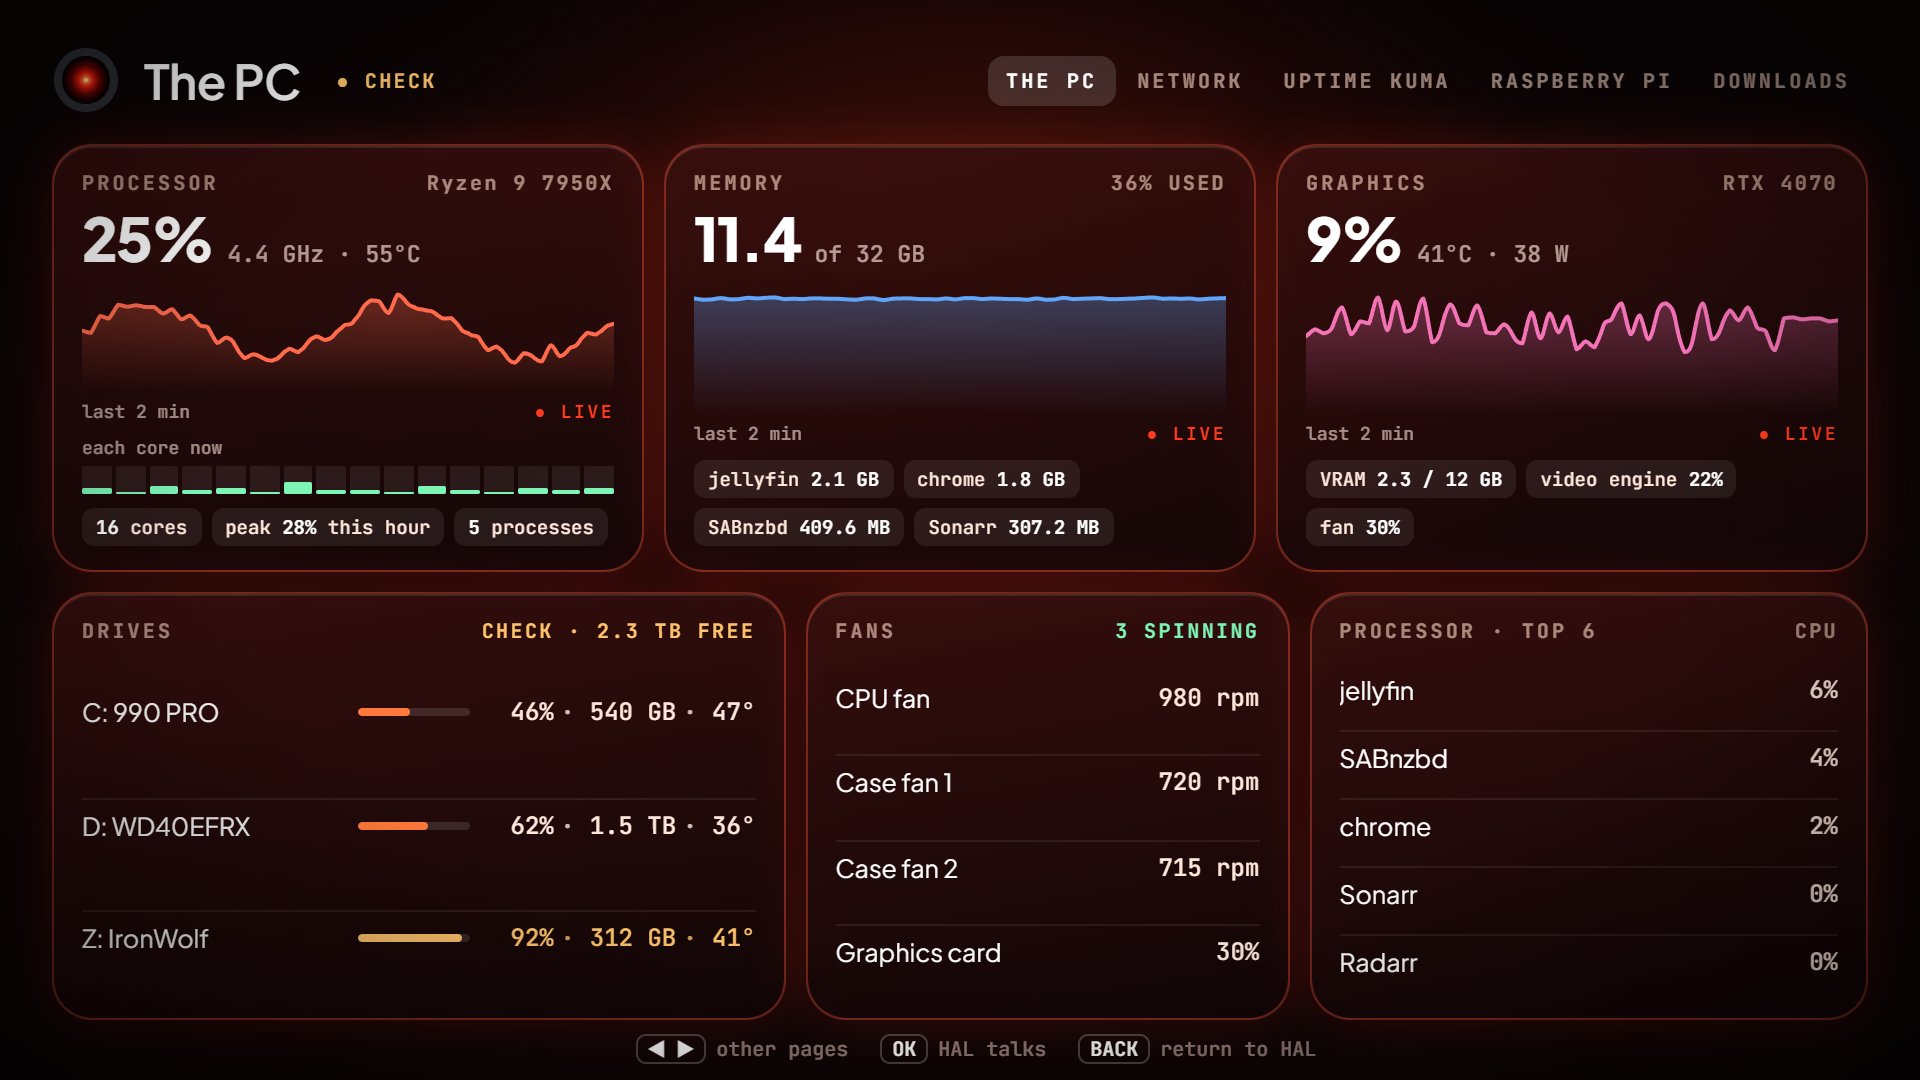 The PC • CHECK
THE PC NETWORK UPTIME KUMA RASPBERRY PI DOWNLOADS
PROCESSOR Ryzen 9 7950X
25% 4.4 GHz · 55°C
last 2 min • LIVE
each core now
16 cores peak 28% this hour 5 processes
MEMORY 36% USED
11.4 of 32 GB
last 2 min • LIVE
jellyfin 2.1 GB chrome 1.8 GB
SABnzbd 409.6 MB Sonarr 307.2 MB
GRAPHICS RTX 4070
9% 41°C · 38 W
last 2 min • LIVE
VRAM 2.3 / 12 GB video engine 22%
fan 30%
DRIVES CHECK · 2.3 TB FREE
C: 990 PRO 46% · 540 GB · 47°
D: WD40EFRX 62% · 1.5 TB · 36°
Z: IronWolf 92% · 312 GB · 41°
FANS 3 SPINNING
CPU fan 980 rpm
Case fan 1 720 rpm
Case fan 2 715 rpm
Graphics card 30%
PROCESSOR · TOP 6 CPU
jellyfin 6%
SABnzbd 4%
chrome 2%
Sonarr 0%
Radarr 0%
◀ ▶ other pages OK HAL talks BACK return to HAL